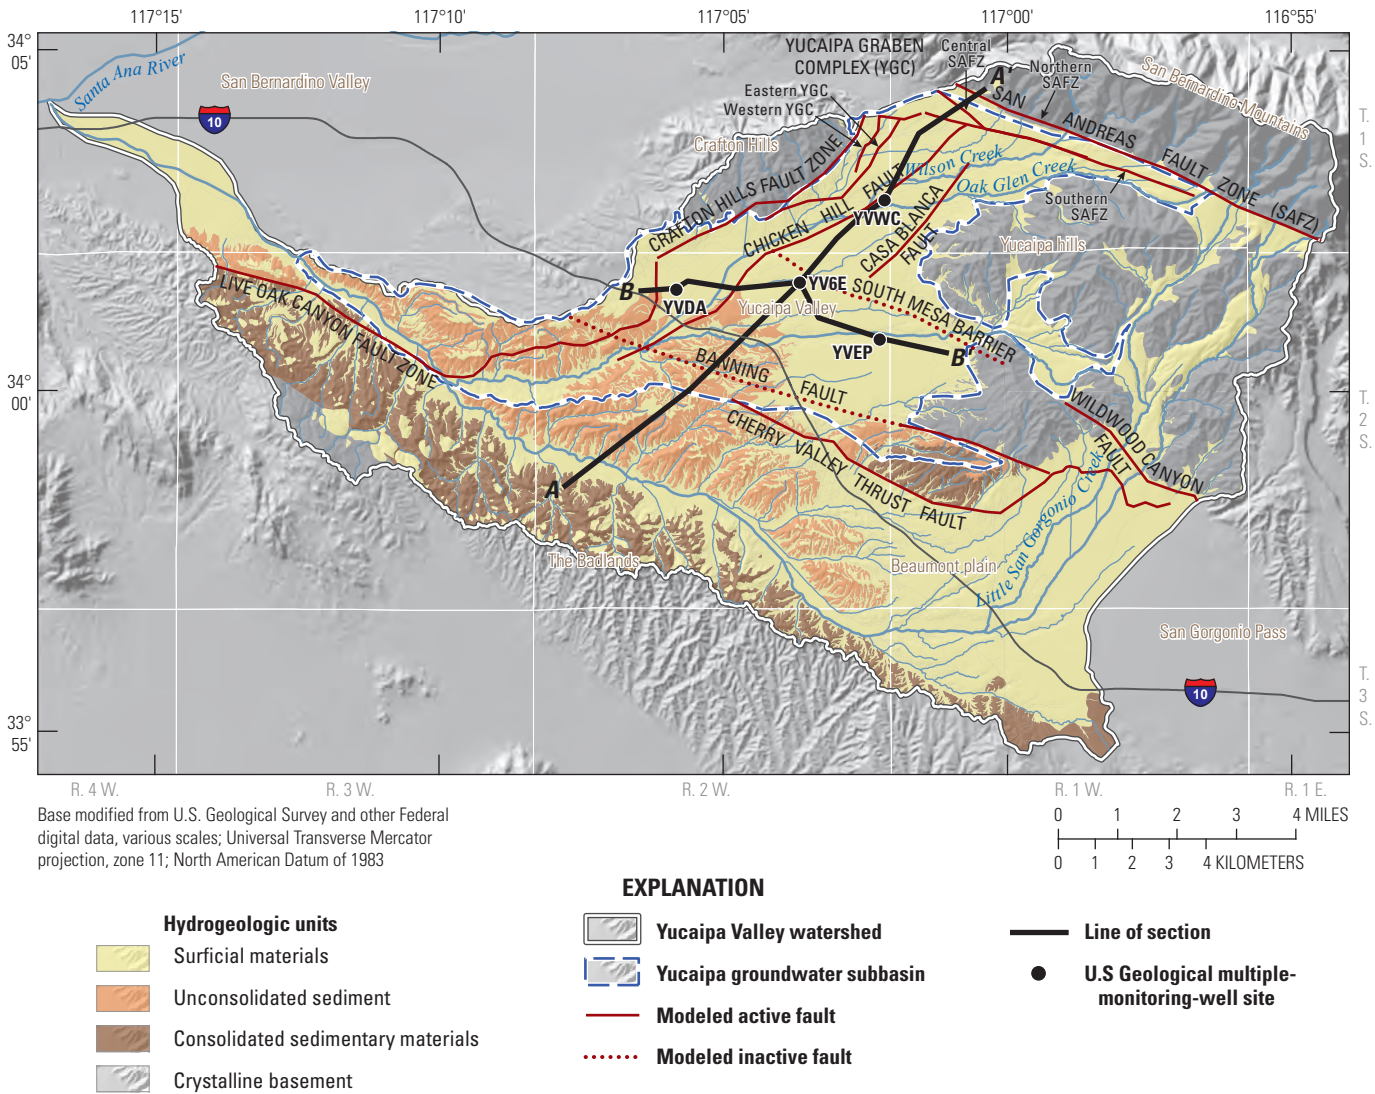 117°15'
117°10'
117°05'
117°00'
116°55'
34°
05'
34°
00'
33°
55'
T.
1
S.
T.
2
S.
T.
3
S.
R. 4 W.
R. 3 W.
R. 2 W.
R. 1 W.
R. 1 E.
Santa Ana River
San Bernardino Valley
10
YUCAIPA GRABEN
COMPLEX (YGC)
Eastern YGC
Western YGC
Central
SAFZ
Northern
SAFZ
A'
San Bernardino Mountains
Crafton Hills
SAN ANDREAS FAULT ZONE (SAFZ)
Wilson Creek
Oak Glen Creek
Southern
SAFZ
CRAFTON HILLS FAULT ZONE
CHICKEN HILL FAULT
YVWC
CASA BLANCA
FAULT
Yucaipa hills
B
YVDA
YV6E
Yucaipa Valley
SOUTH MESA BARRIER
YVEP
B'
LIVE OAK CANYON FAULT ZONE
BANNING FAULT
CHERRY VALLEY THRUST FAULT
WILDWOOD CANYON
FAULT
A
The Badlands
Beaumont plain
Little San Gorgonio Creek
San Gorgonio Pass
10
Base modified from U.S. Geological Survey and other Federal
digital data, various scales; Universal Transverse Mercator
projection, zone 11; North American Datum of 1983
0 1 2 3 4 MILES
0 1 2 3 4 KILOMETERS
EXPLANATION
Hydrogeologic units
Surficial materials
Unconsolidated sediment
Consolidated sedimentary materials
Crystalline basement
Yucaipa Valley watershed
Yucaipa groundwater subbasin
Modeled active fault
Modeled inactive fault
Line of section
U.S Geological multiple-
monitoring-well site